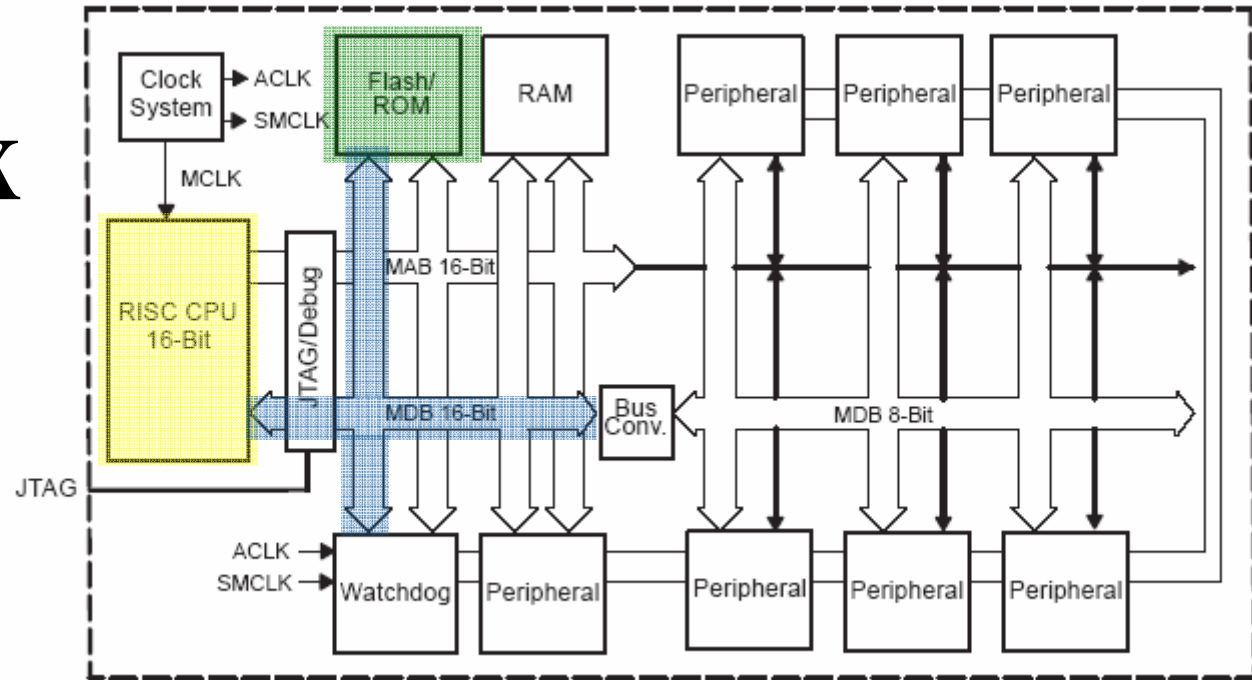 x
Clock
System
ACLK
SMCLK
MCLK
Flash/
ROM
RAM
Peripheral
Peripheral
Peripheral
RISC CPU
16-Bit
JTAG/Debug
MAB 16-Bit
MDB 16-Bit
Bus
Conv.
MDB 8-Bit
JTAG
ACLK
SMCLK
Watchdog
Peripheral
Peripheral
Peripheral
Peripheral